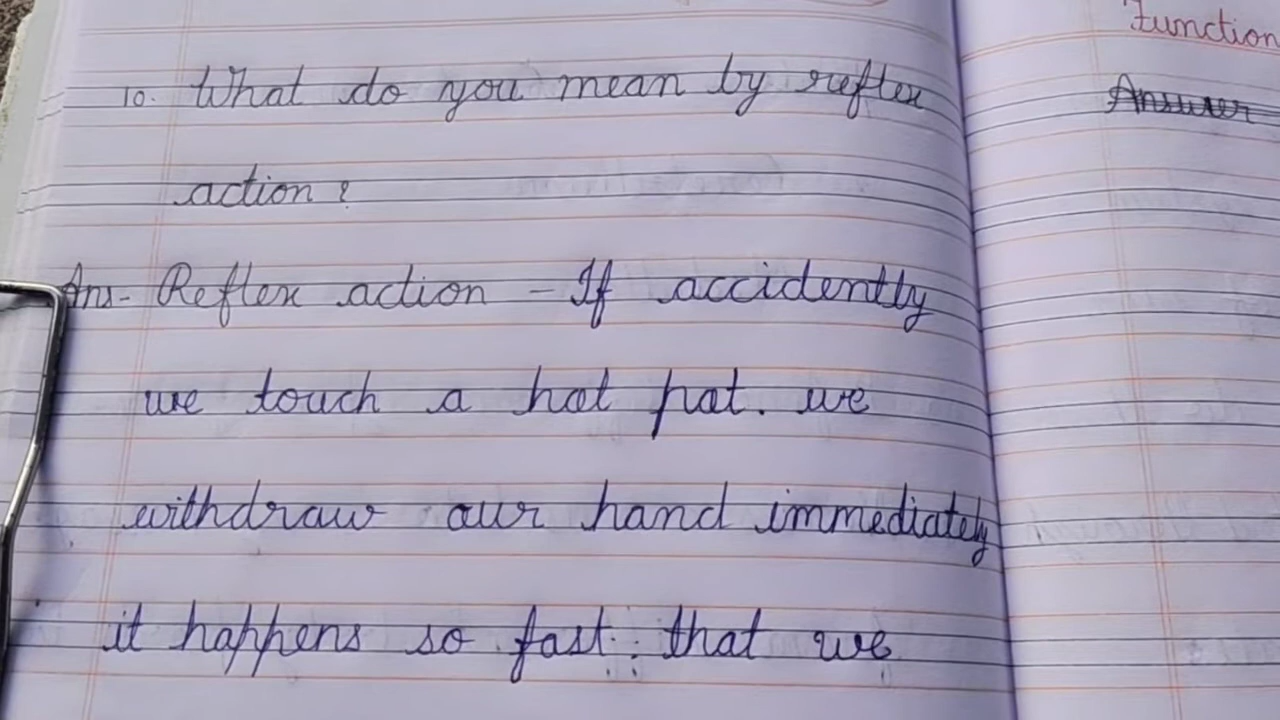 10. What do you mean by reflex
action?
Ans- Reflex action - If accidently
we touch a hot pot. we
withdraw our hand immediately
it happens so fast. that we
Function
Answer